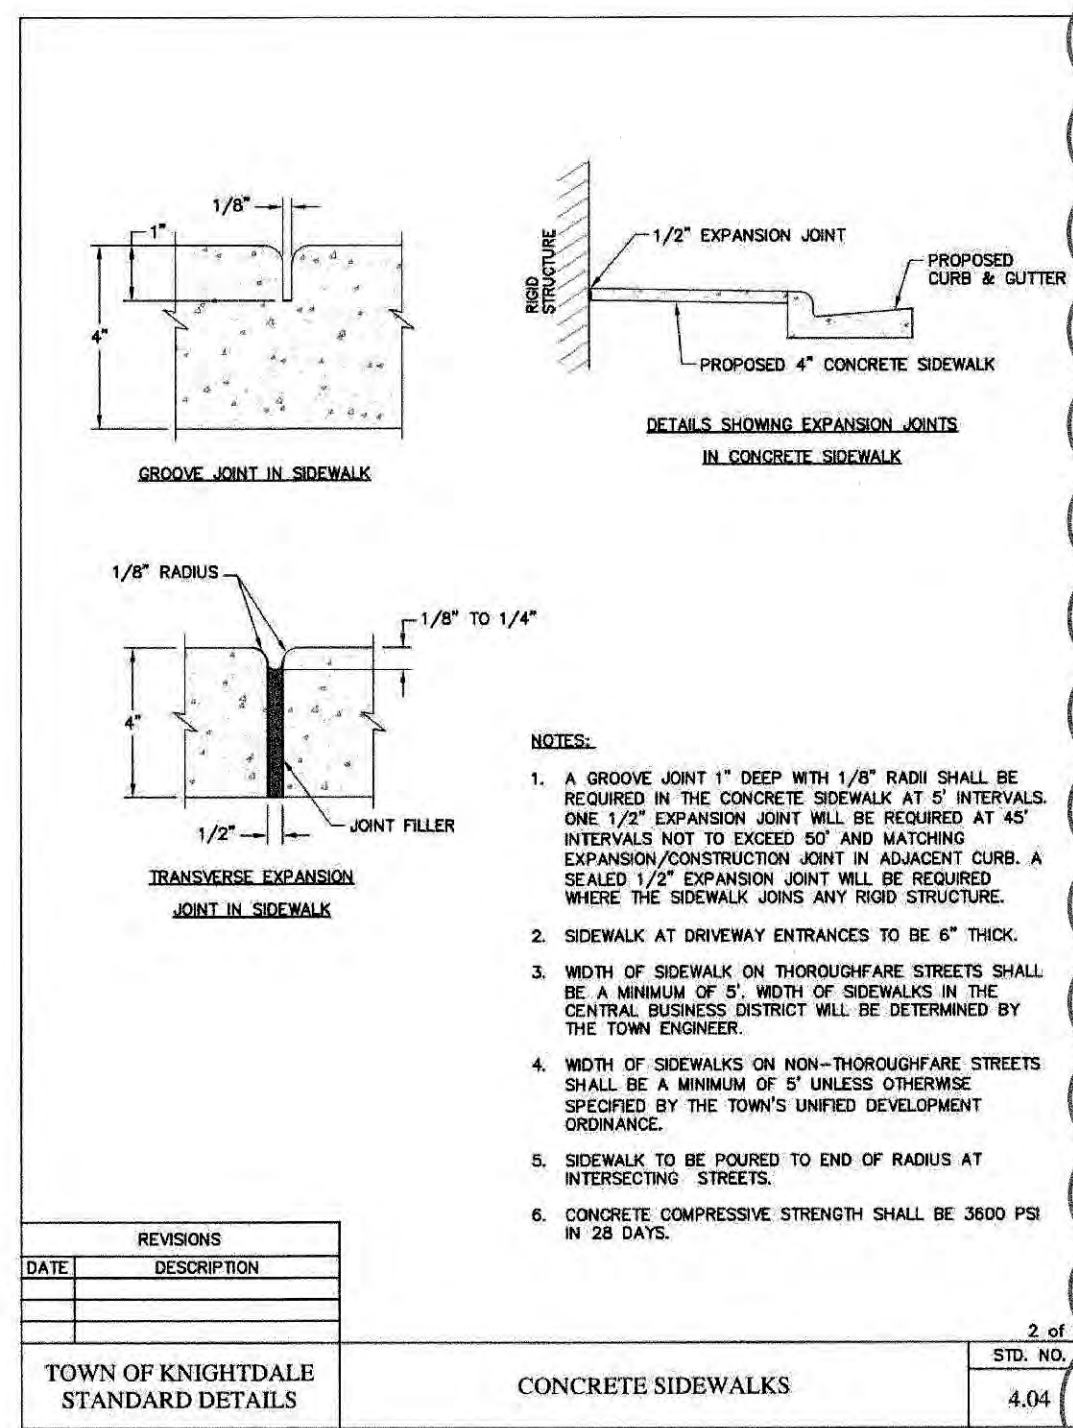 1/8"
1"
4"
GROOVE JOINT IN SIDEWALK
RIGID
STRUCTURE
1/2" EXPANSION JOINT
PROPOSED
CURB & GUTTER
PROPOSED 4" CONCRETE SIDEWALK
DETAILS SHOWING EXPANSION JOINTS
IN CONCRETE SIDEWALK
1/8" RADIUS
1/8" TO 1/4"
4"
1/2"
JOINT FILLER
TRANSVERSE EXPANSION
JOINT IN SIDEWALK
NOTES:
1. A GROOVE JOINT 1" DEEP WITH 1/8" RADII SHALL BE
REQUIRED IN THE CONCRETE SIDEWALK AT 5' INTERVALS.
ONE 1/2" EXPANSION JOINT WILL BE REQUIRED AT 45'
INTERVALS NOT TO EXCEED 50' AND MATCHING
EXPANSION/CONSTRUCTION JOINT IN ADJACENT CURB. A
SEALED 1/2" EXPANSION JOINT WILL BE REQUIRED
WHERE THE SIDEWALK JOINS ANY RIGID STRUCTURE.
2. SIDEWALK AT DRIVEWAY ENTRANCES TO BE 6" THICK.
3. WIDTH OF SIDEWALK ON THOROUGHFARE STREETS SHALL
BE A MINIMUM OF 5'. WIDTH OF SIDEWALKS IN THE
CENTRAL BUSINESS DISTRICT WILL BE DETERMINED BY
THE TOWN ENGINEER.
4. WIDTH OF SIDEWALKS ON NON-THOROUGHFARE STREETS
SHALL BE A MINIMUM OF 5' UNLESS OTHERWISE
SPECIFIED BY THE TOWN'S UNIFIED DEVELOPMENT
ORDINANCE.
5. SIDEWALK TO BE POURED TO END OF RADIUS AT
INTERSECTING STREETS.
6. CONCRETE COMPRESSIVE STRENGTH SHALL BE 3600 PSI
IN 28 DAYS.
REVISIONS
DATE DESCRIPTION
2 of
TOWN OF KNIGHTDALE
STANDARD DETAILS
CONCRETE SIDEWALKS
STD. NO.
4.04